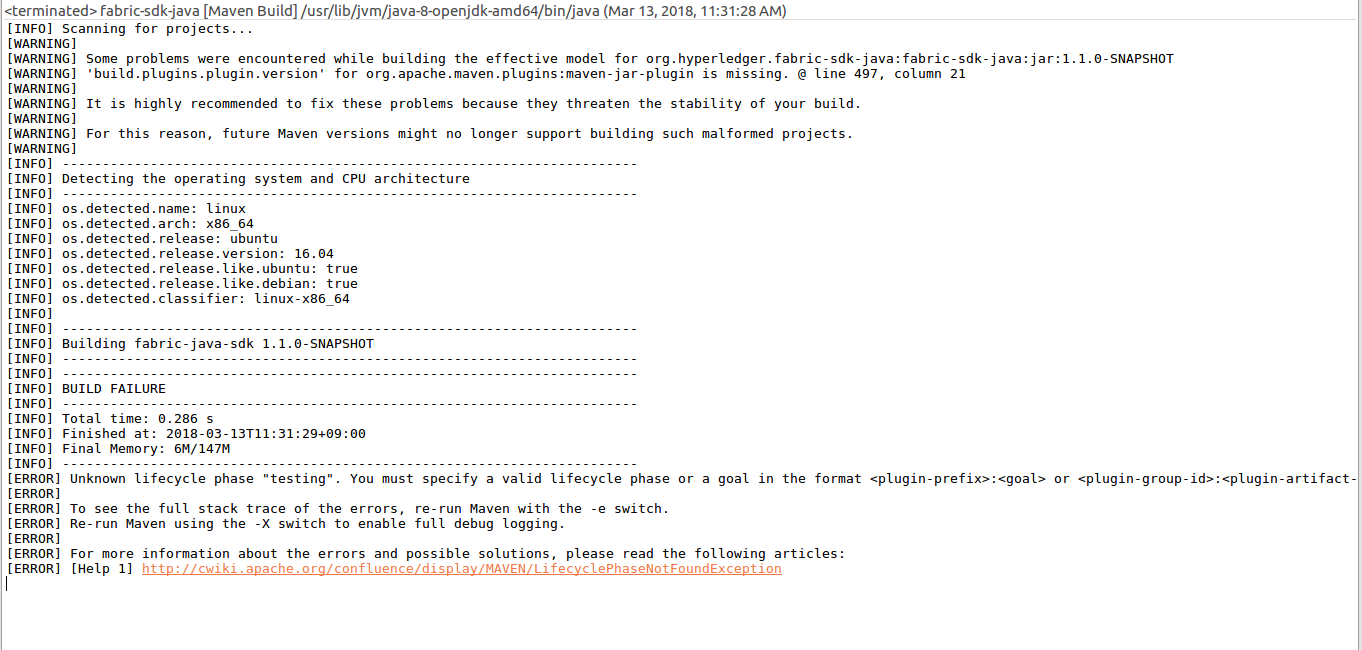 <terminated> fabric-sdk-java [Maven Build] /usr/lib/jvm/java-8-openjdk-amd64/bin/java (Mar 13, 2018, 11:31:28 AM)
[INFO] Scanning for projects...
[WARNING]
[WARNING] Some problems were encountered while building the effective model for org.hyperledger.fabric-sdk-java:fabric-sdk-java:jar:1.1.0-SNAPSHOT
[WARNING] 'build.plugins.plugin.version' for org.apache.maven.plugins:maven-jar-plugin is missing. @ line 497, column 21
[WARNING]
[WARNING] It is highly recommended to fix these problems because they threaten the stability of your build.
[WARNING]
[WARNING] For this reason, future Maven versions might no longer support building such malformed projects.
[WARNING]
[INFO] ------------------------------------------------------------------------
[INFO] Detecting the operating system and CPU architecture
[INFO] ------------------------------------------------------------------------
[INFO] os.detected.name: linux
[INFO] os.detected.arch: x86_64
[INFO] os.detected.release: ubuntu
[INFO] os.detected.release.version: 16.04
[INFO] os.detected.release.like.ubuntu: true
[INFO] os.detected.release.like.debian: true
[INFO] os.detected.classifier: linux-x86_64
[INFO]
[INFO] ------------------------------------------------------------------------
[INFO] Building fabric-java-sdk 1.1.0-SNAPSHOT
[INFO] ------------------------------------------------------------------------
[INFO] ------------------------------------------------------------------------
[INFO] BUILD FAILURE
[INFO] ------------------------------------------------------------------------
[INFO] Total time: 0.286 s
[INFO] Finished at: 2018-03-13T11:31:29+09:00
[INFO] Final Memory: 6M/147M
[INFO] ------------------------------------------------------------------------
[ERROR] Unknown lifecycle phase "testing". You must specify a valid lifecycle phase or a goal in the format <plugin-prefix>:<goal> or <plugin-group-id>:<plugin-artifact-
[ERROR]
[ERROR] To see the full stack trace of the errors, re-run Maven with the -e switch.
[ERROR] Re-run Maven using the -X switch to enable full debug logging.
[ERROR]
[ERROR] For more information about the errors and possible solutions, please read the following articles:
[ERROR] [Help 1] http://cwiki.apache.org/confluence/display/MAVEN/LifecyclePhaseNotFoundException